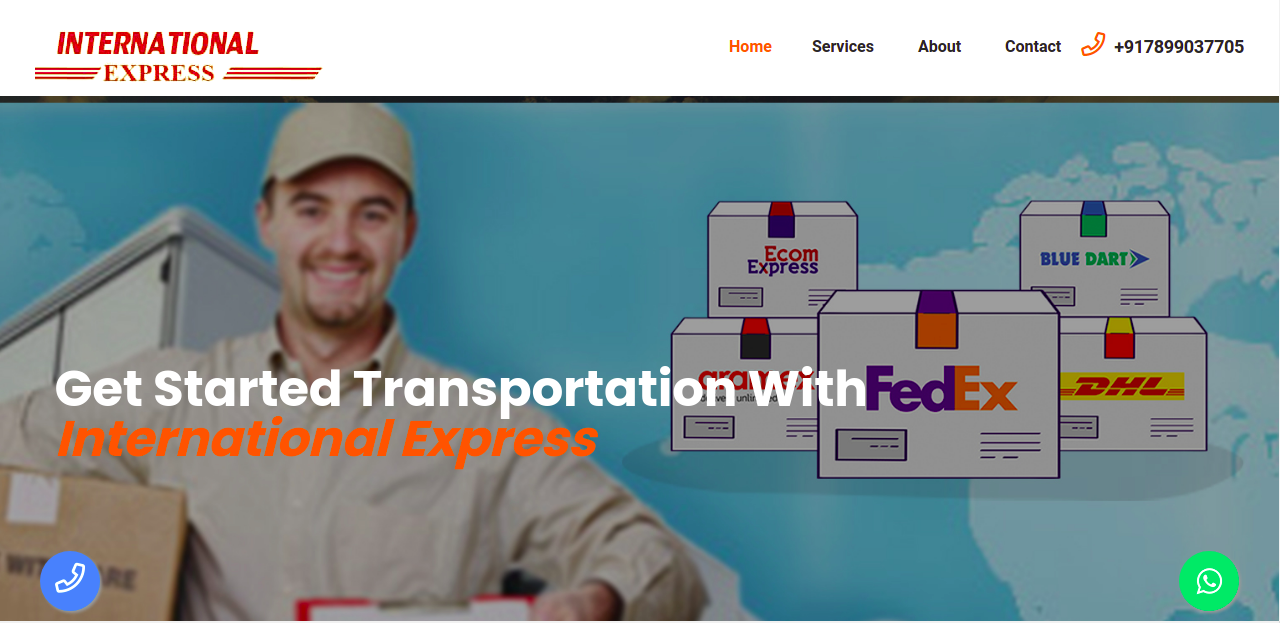 INTERNATIONAL
EXPRESS
Home
Services
About
Contact
+917899037705
Ecom
Express
BLUE DART
aramex
FedEx
DHL
Get Started Transportation With
International Express